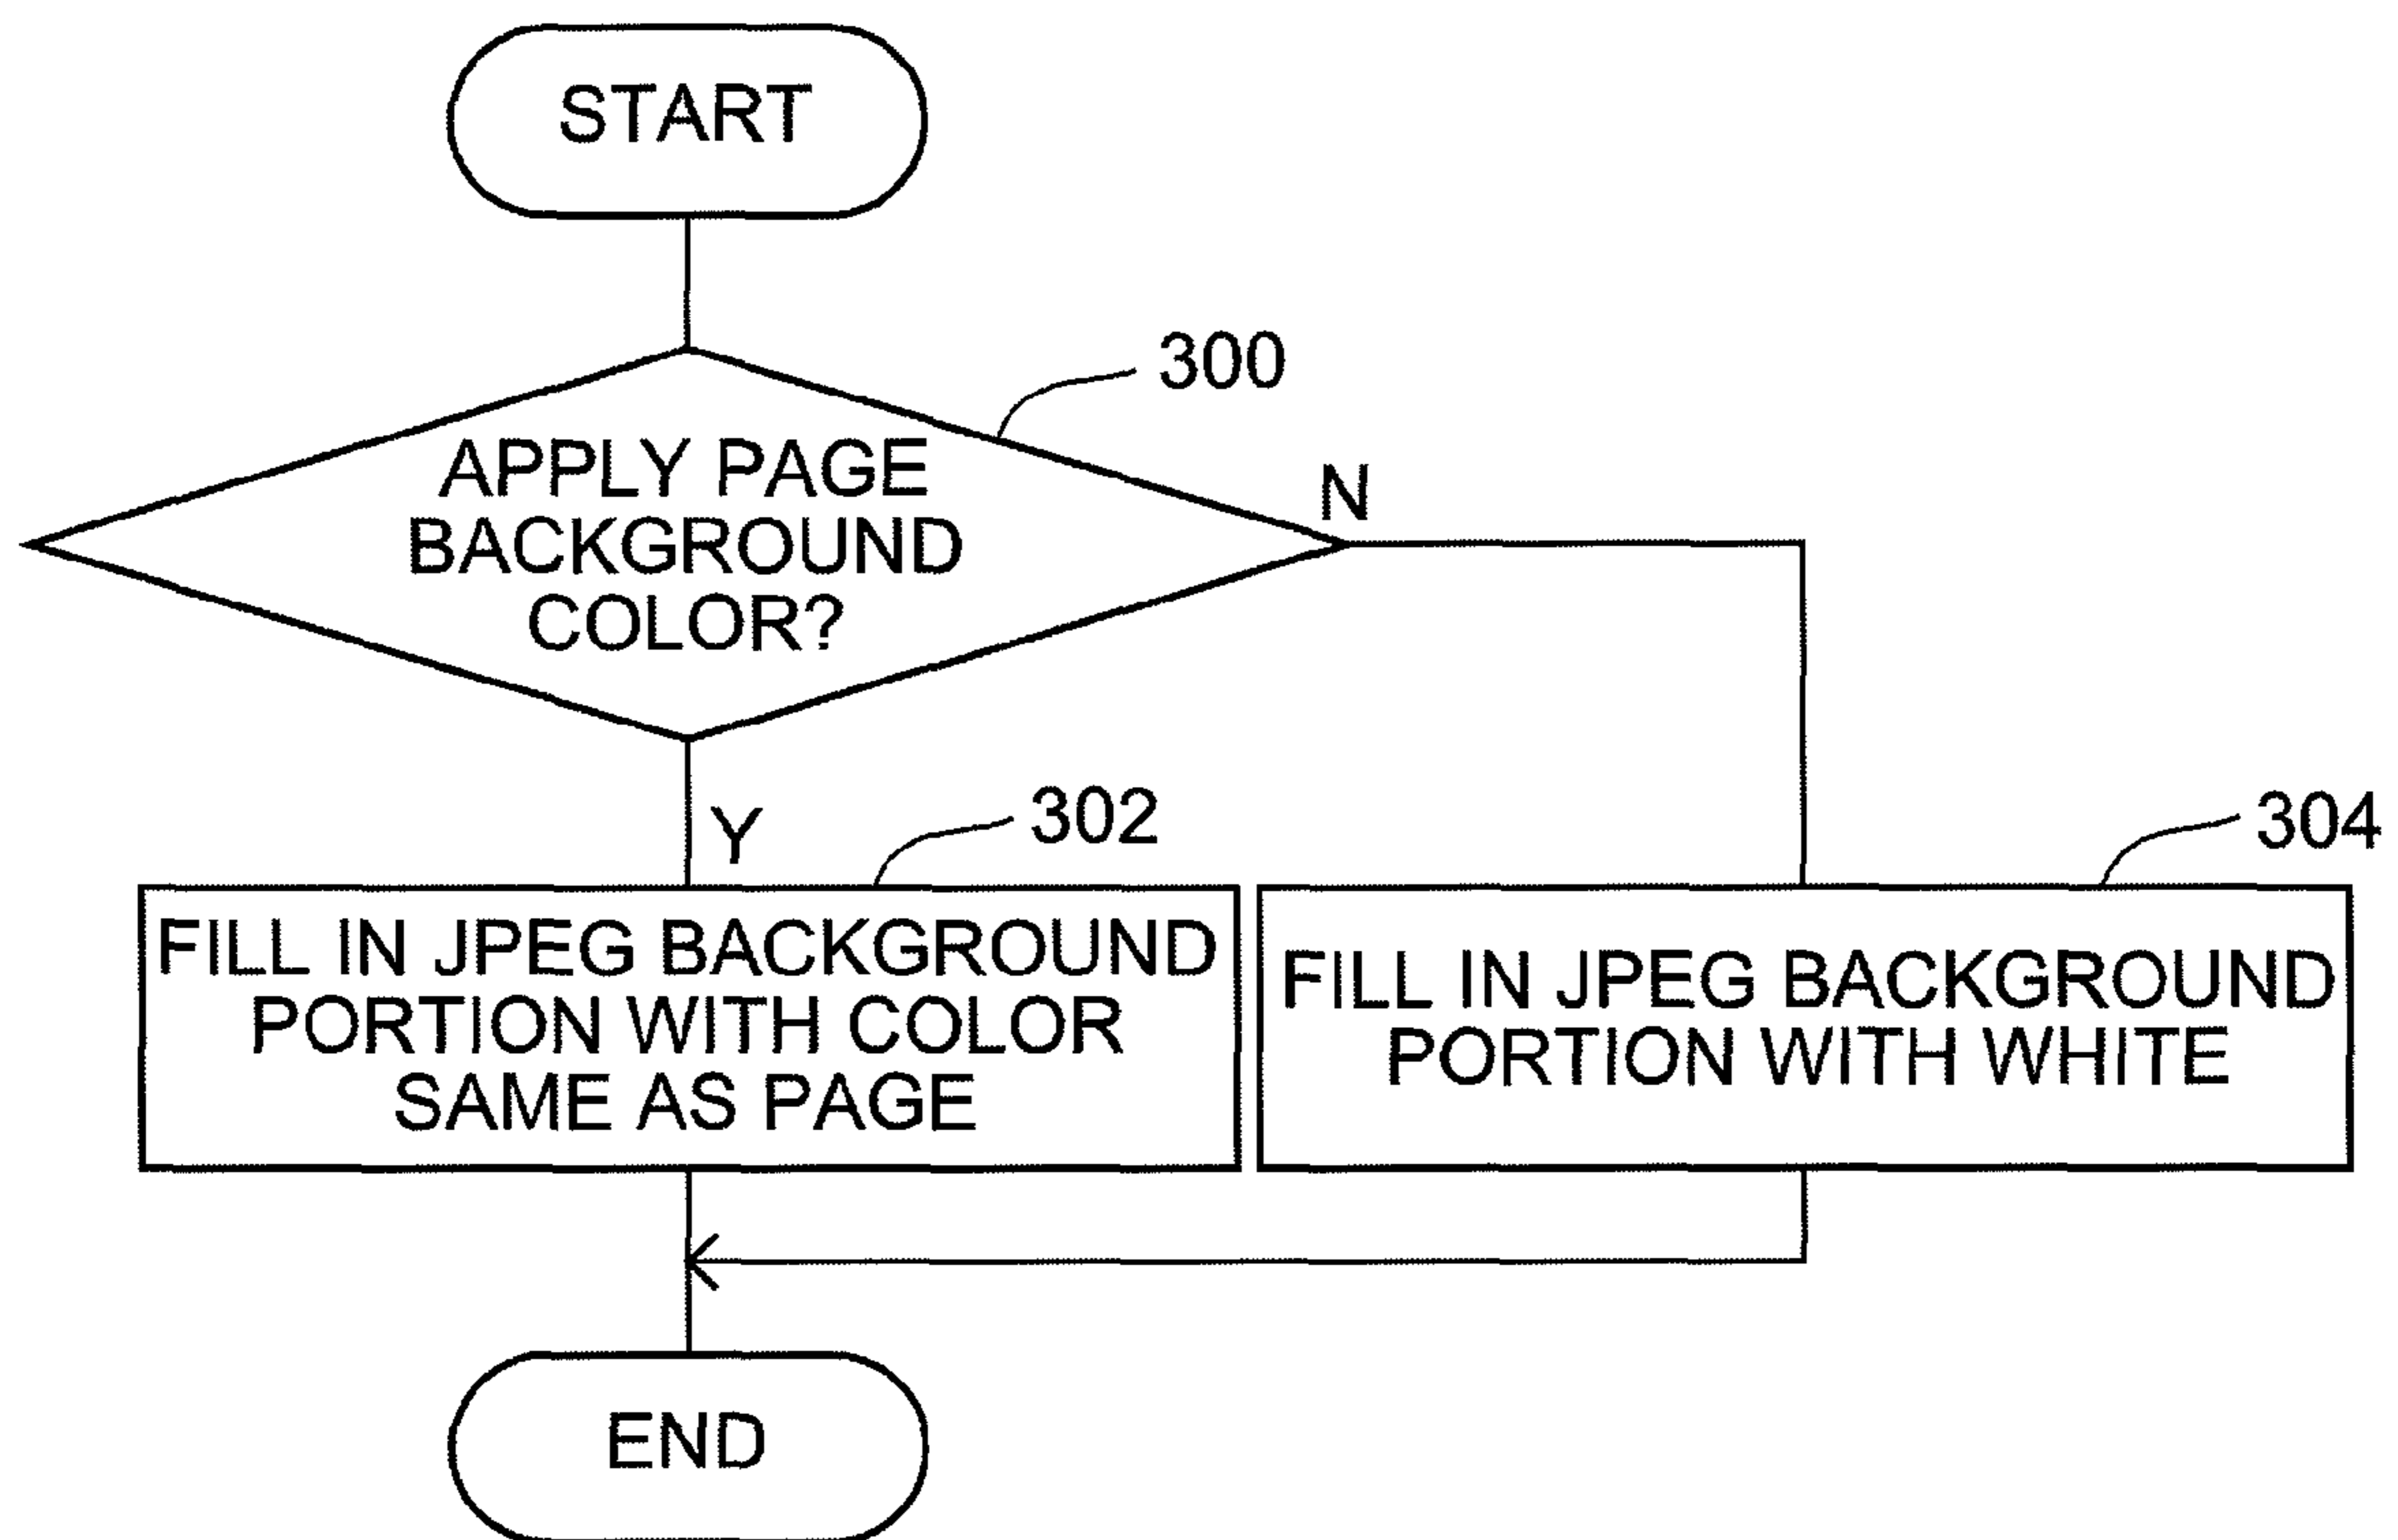 START
300
APPLY PAGE
BACKGROUND
COLOR?
N
Y
302
304
FILL IN JPEG BACKGROUND
PORTION WITH COLOR
SAME AS PAGE
FILL IN JPEG BACKGROUND
PORTION WITH WHITE
END